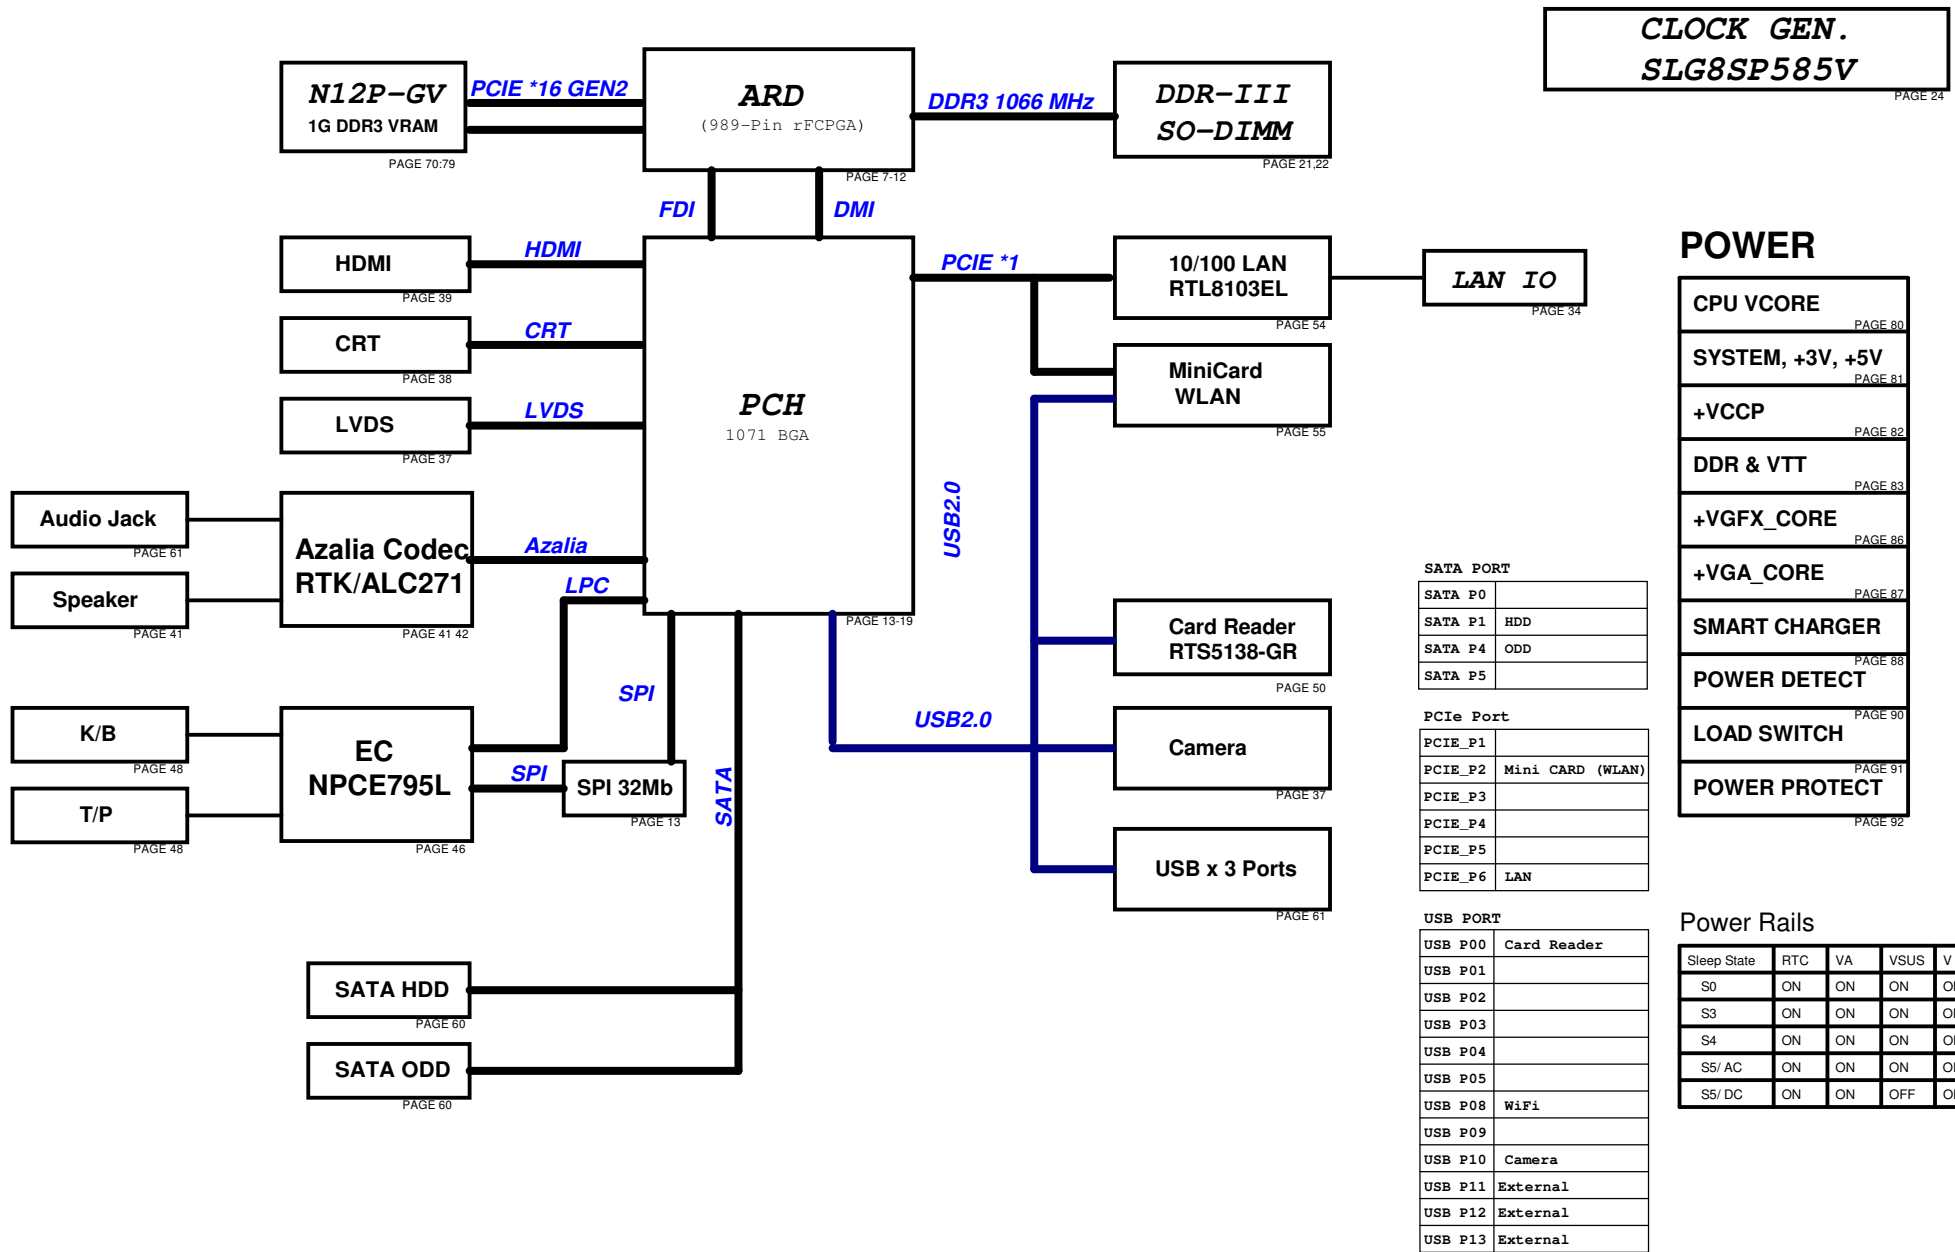 CLOCK GEN.
SLG8SP585V
PAGE 24
N12P-GV
1G DDR3 VRAM
PAGE 70:79
PCIE *16 GEN2
ARD
(989-Pin rFCPGA)
PAGE 7-12
DDR3 1066 MHz
DDR-III
SO-DIMM
PAGE 21,22
FDI
DMI
HDMI
PAGE 39
HDMI
CRT
PAGE 38
CRT
LVDS
PAGE 37
LVDS
PCH
1071 BGA
PAGE 13-19
PCIE *1
10/100 LAN
RTL8103EL
PAGE 54
LAN IO
PAGE 34
MiniCard
WLAN
PAGE 55
USB2.0
Audio Jack
PAGE 61
Speaker
PAGE 41
Azalia Codec
RTK/ALC271
PAGE 41 42
Azalia
LPC
K/B
PAGE 48
T/P
PAGE 48
EC
NPCE795L
PAGE 46
SPI
SPI
SPI 32Mb
PAGE 13
SATA
USB2.0
Card Reader
RTS5138-GR
PAGE 50
Camera
PAGE 37
USB x 3 Ports
PAGE 61
SATA HDD
PAGE 60
SATA ODD
PAGE 60
SATA PORT
SATA P0
SATA P1 HDD
SATA P4 ODD
SATA P5
PCIe Port
PCIE_P1
PCIE_P2 Mini CARD (WLAN)
PCIE_P3
PCIE_P4
PCIE_P5
PCIE_P6 LAN
USB PORT
USB P00 Card Reader
USB P01
USB P02
USB P03
USB P04
USB P05
USB P08 WiFi
USB P09
USB P10 Camera
USB P11 External
USB P12 External
USB P13 External
POWER
CPU VCORE
PAGE 80
SYSTEM, +3V, +5V
PAGE 81
+VCCP
PAGE 82
DDR & VTT
PAGE 83
+VGFX_CORE
PAGE 86
+VGA_CORE
PAGE 87
SMART CHARGER
PAGE 88
POWER DETECT
PAGE 90
LOAD SWITCH
PAGE 91
POWER PROTECT
PAGE 92
Power Rails
Sleep State RTC VA VSUS V
S0 ON ON ON
S3 ON ON ON
S4 ON ON ON
S5/ AC ON ON ON
S5/ DC ON ON OFF